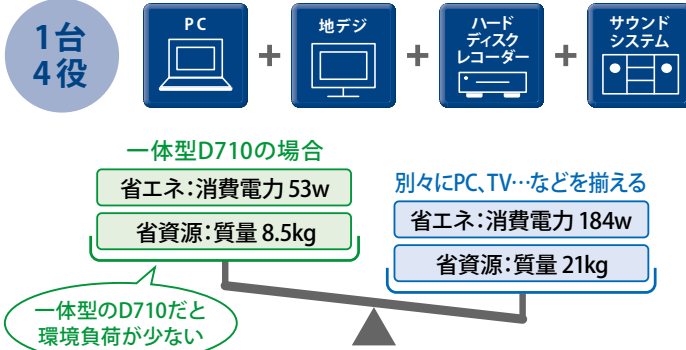 1台
4役
PC
+
地デジ
+
ハード
ディスク
レコーダー
+
サウンド
システム
一体型D710の場合
省エネ:消費電力 53w
省資源:質量 8.5kg
別々にPC、TV…などを揃える
省エネ:消費電力 184w
省資源:質量 21kg
一体型のD710だと
環境負荷が少ない